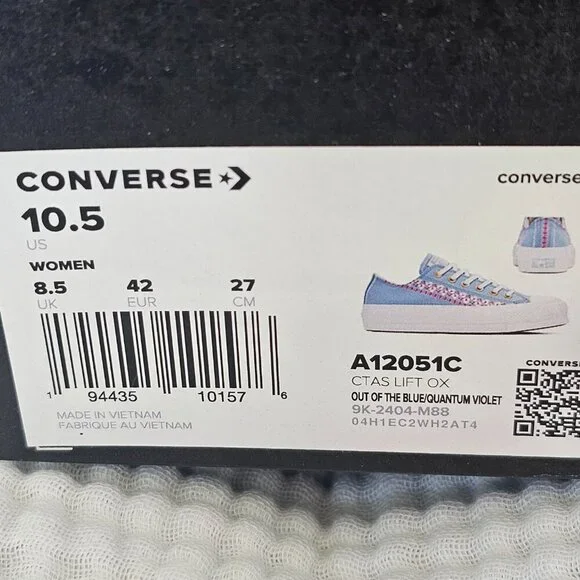 CONVERSE
converse
10.5
US
WOMEN
8.5 42 27
UK EUR CM
1 94435 10157 6
MADE IN VIETNAM
FABRIQUE AU VIETNAM
A12051C
CTAS LIFT OX
OUT OF THE BLUE/QUANTUM VIOLET
9K-2404-M88
04H1EC2WH2AT4
CONVERSE